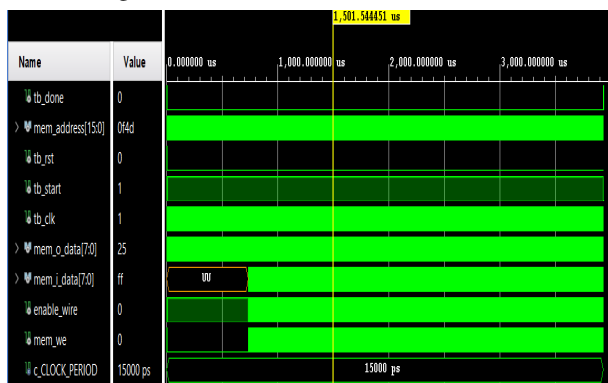 1,501.544451 us
Name Value 0.000000 us 1,000.000000 us 2,000.000000 us 3,000.000000 us
tb_done 0
mem_address[15:0] 0f4d
tb_rst 0
tb_start 1
tb_clk 1
mem_o_data[7:0] 25
mem_i_data[7:0] ff UU
enable_wire 0
mem_we 0
c_CLOCK_PERIOD 15000 ps 15000 ps